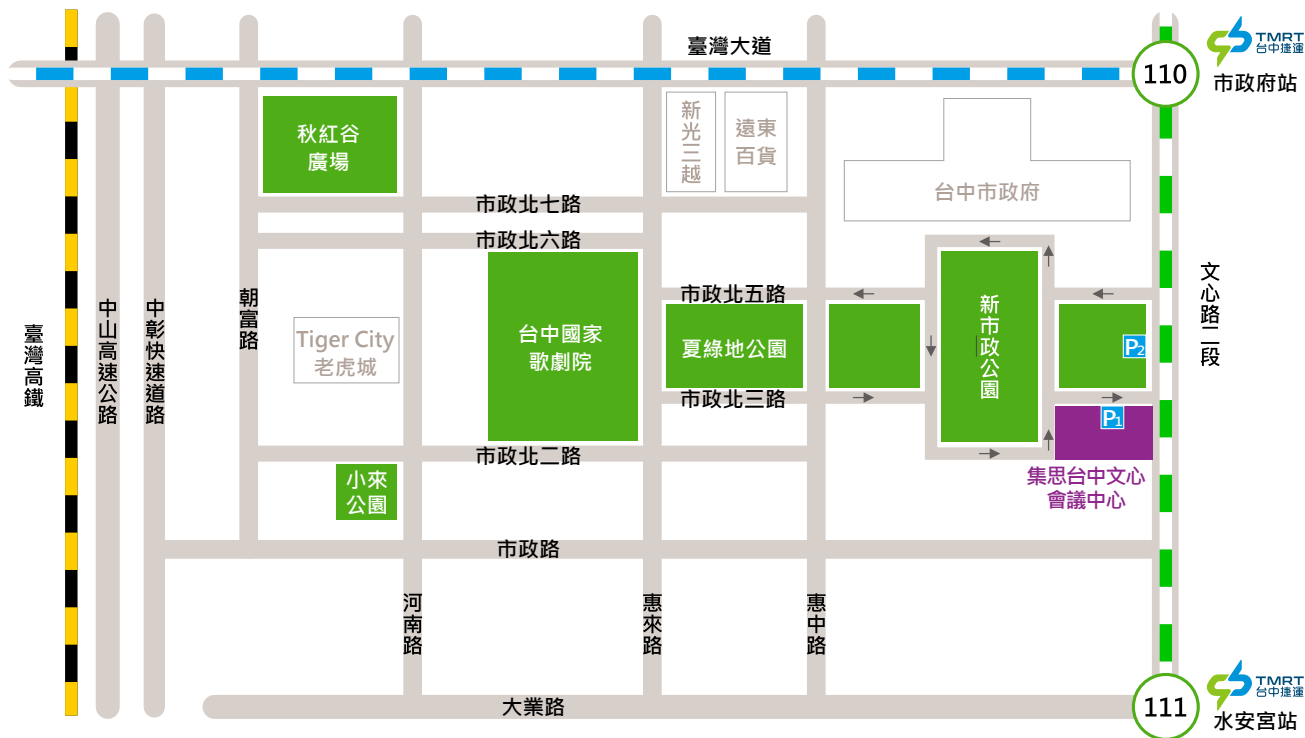 臺灣大道
110
TMRT
台中捷運
市政府站
秋紅谷
廣場
新光三越
遠東
百貨
台中市政府
市政北七路
市政北六路
臺灣高鐵
中山高速公路
中彰快速道路
朝富路
Tiger City
老虎城
台中國家
歌劇院
市政北五路
夏綠地公園
市政北三路
新市政公園
P2
P1
文心路二段
市政北二路
小來
公園
集思台中文心
會議中心
市政路
河南路
惠來路
惠中路
大業路
111
TMRT
台中捷運
水安宮站